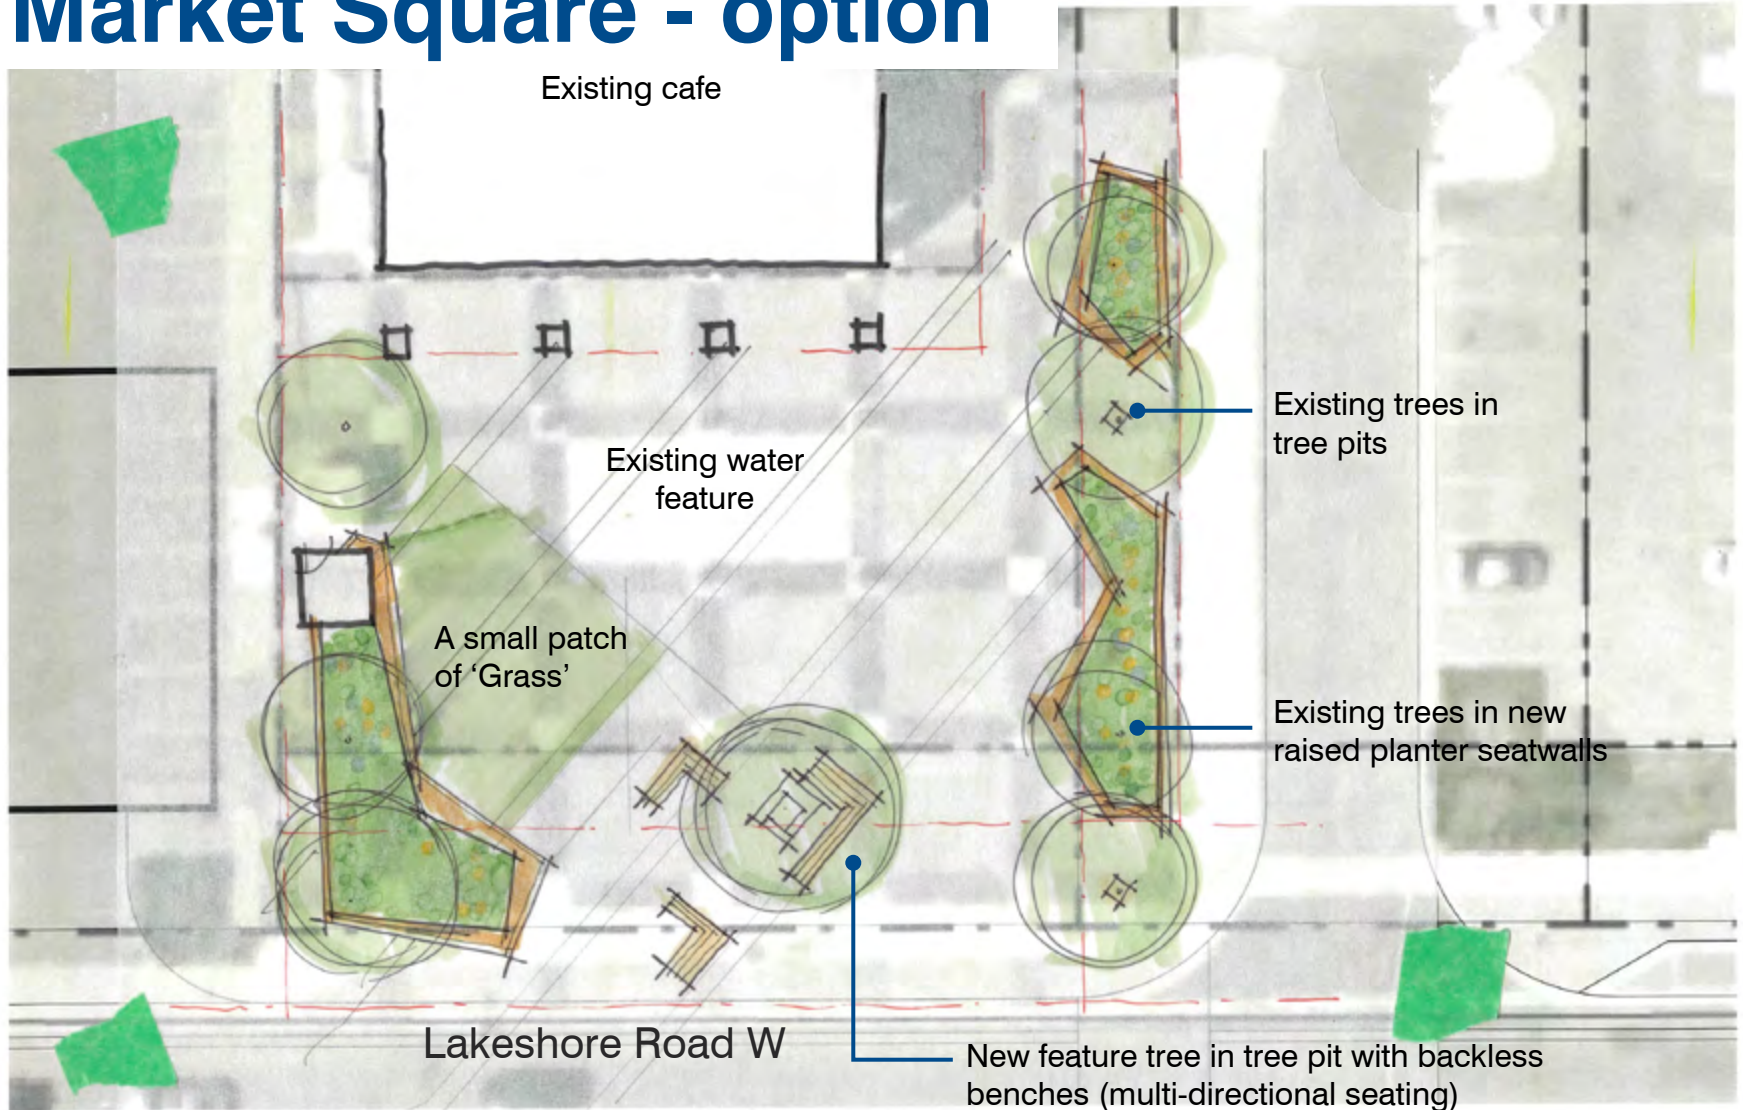 Market Square - option
Existing cafe
Existing trees in
tree pits
Existing water
feature
A small patch
of ‘Grass’
Existing trees in new
raised planter seatwalls
Lakeshore Road W
New feature tree in tree pit with backless
benches (multi-directional seating)